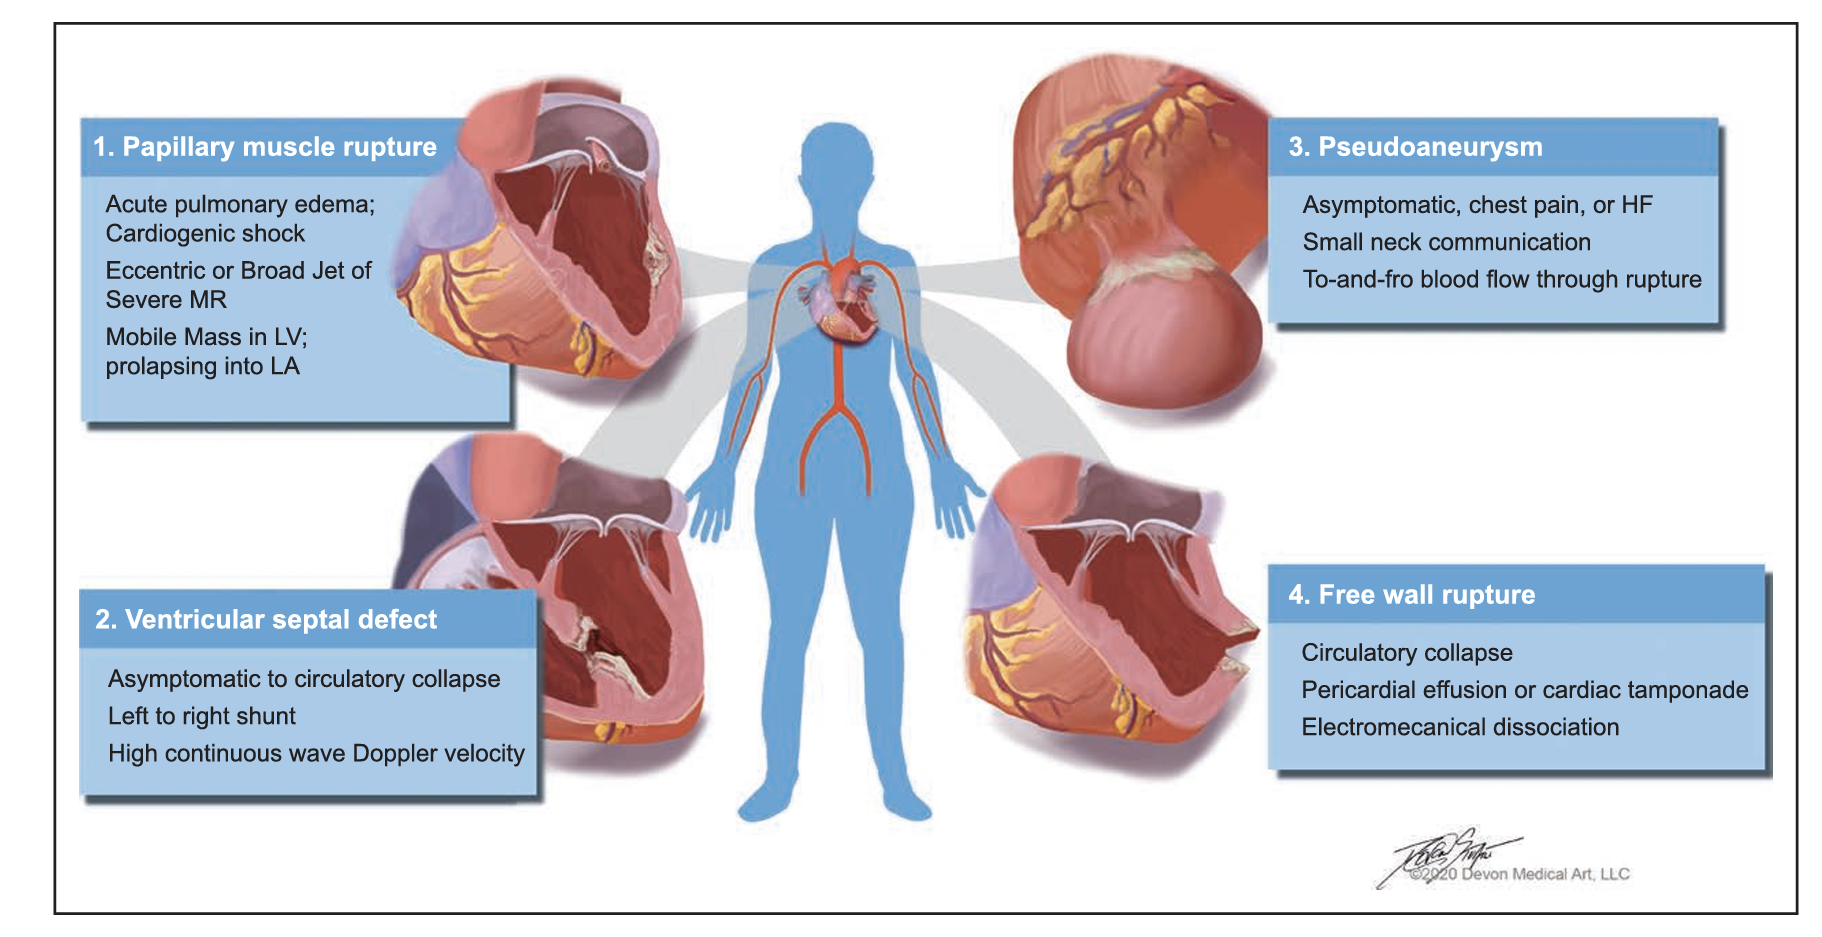 1. Papillary muscle rupture
Acute pulmonary edema;
Cardiogenic shock
Eccentric or Broad Jet of
Severe MR
Mobile Mass in LV;
prolapsing into LA
2. Ventricular septal defect
Asymptomatic to circulatory collapse
Left to right shunt
High continuous wave Doppler velocity
3. Pseudoaneurysm
Asymptomatic, chest pain, or HF
Small neck communication
To-and-fro blood flow through rupture
4. Free wall rupture
Circulatory collapse
Pericardial effusion or cardiac tamponade
Electromecanical dissociation
©2020 Devon Medical Art, LLC